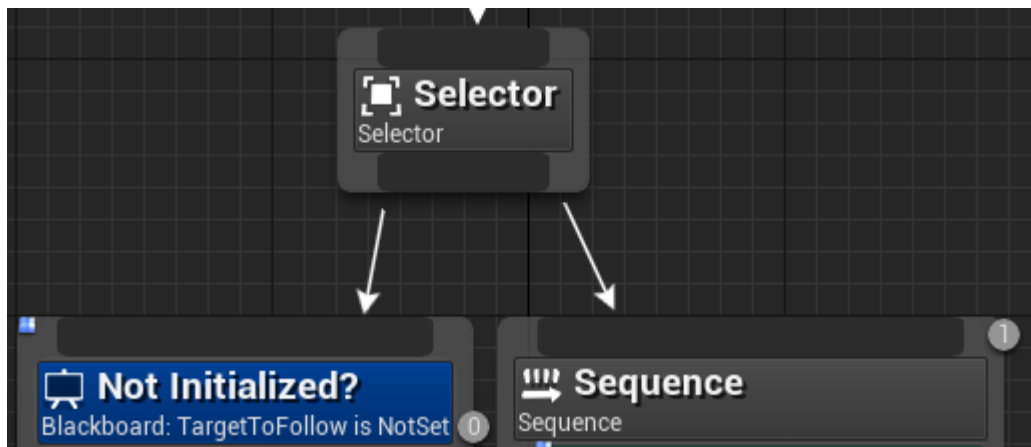 Selector
Selector
1
Not Initialized?
Blackboard: TargetToFollow is NotSet
0
Sequence
Sequence